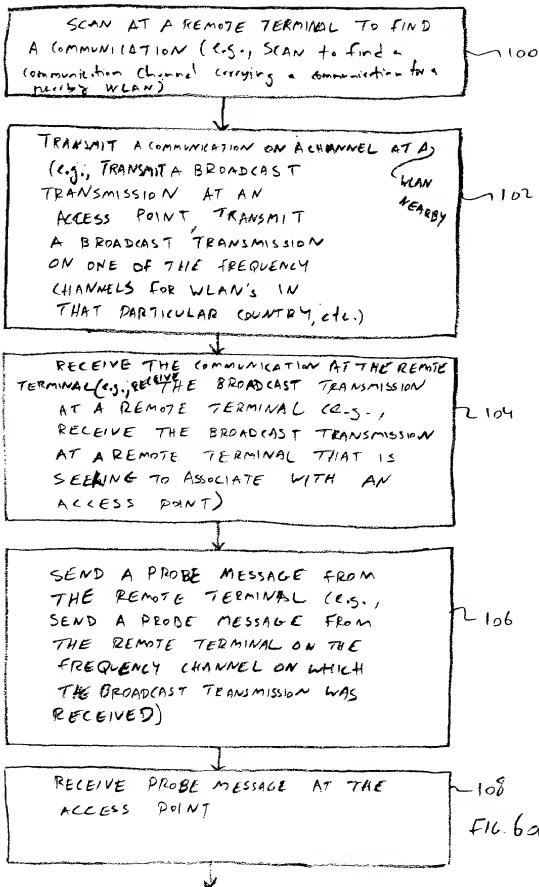 SCAN AT A REMOTE TERMINAL TO FIND
A COMMUNICATION (e.g., SCAN to find a
communication channel carrying a communication for a
nearby WLAN)
100
TRANSMIT A COMMUNICATION ON A CHANNEL AT A
WLAN
NEARBY
(e.g., TRANSMIT A BROADCAST
TRANSMISSION AT AN
ACCESS POINT, TRANSMIT
A BROADCAST TRANSMISSION
ON ONE OF THE FREQUENCY
CHANNELS FOR WLAN'S IN
THAT PARTICULAR COUNTRY, etc.)
102
RECEIVE THE COMMUNICATION AT THE REMOTE
TERMINAL (e.g., RECEIVE THE BROADCAST TRANSMISSION
AT A REMOTE TERMINAL (e.g.,
RECEIVE THE BROADCAST TRANSMISSION
AT A REMOTE TERMINAL THAT IS
SEEKING TO ASSOCIATE WITH AN
ACCESS POINT)
104
SEND A PROBE MESSAGE FROM
THE REMOTE TERMINAL (e.g.,
SEND A PROBE MESSAGE FROM
THE REMOTE TERMINAL ON THE
FREQUENCY CHANNEL ON WHICH
THE BROADCAST TRANSMISSION WAS
RECEIVED)
106
RECEIVE PROBE MESSAGE AT THE
ACCESS POINT
108
FIG. 6a